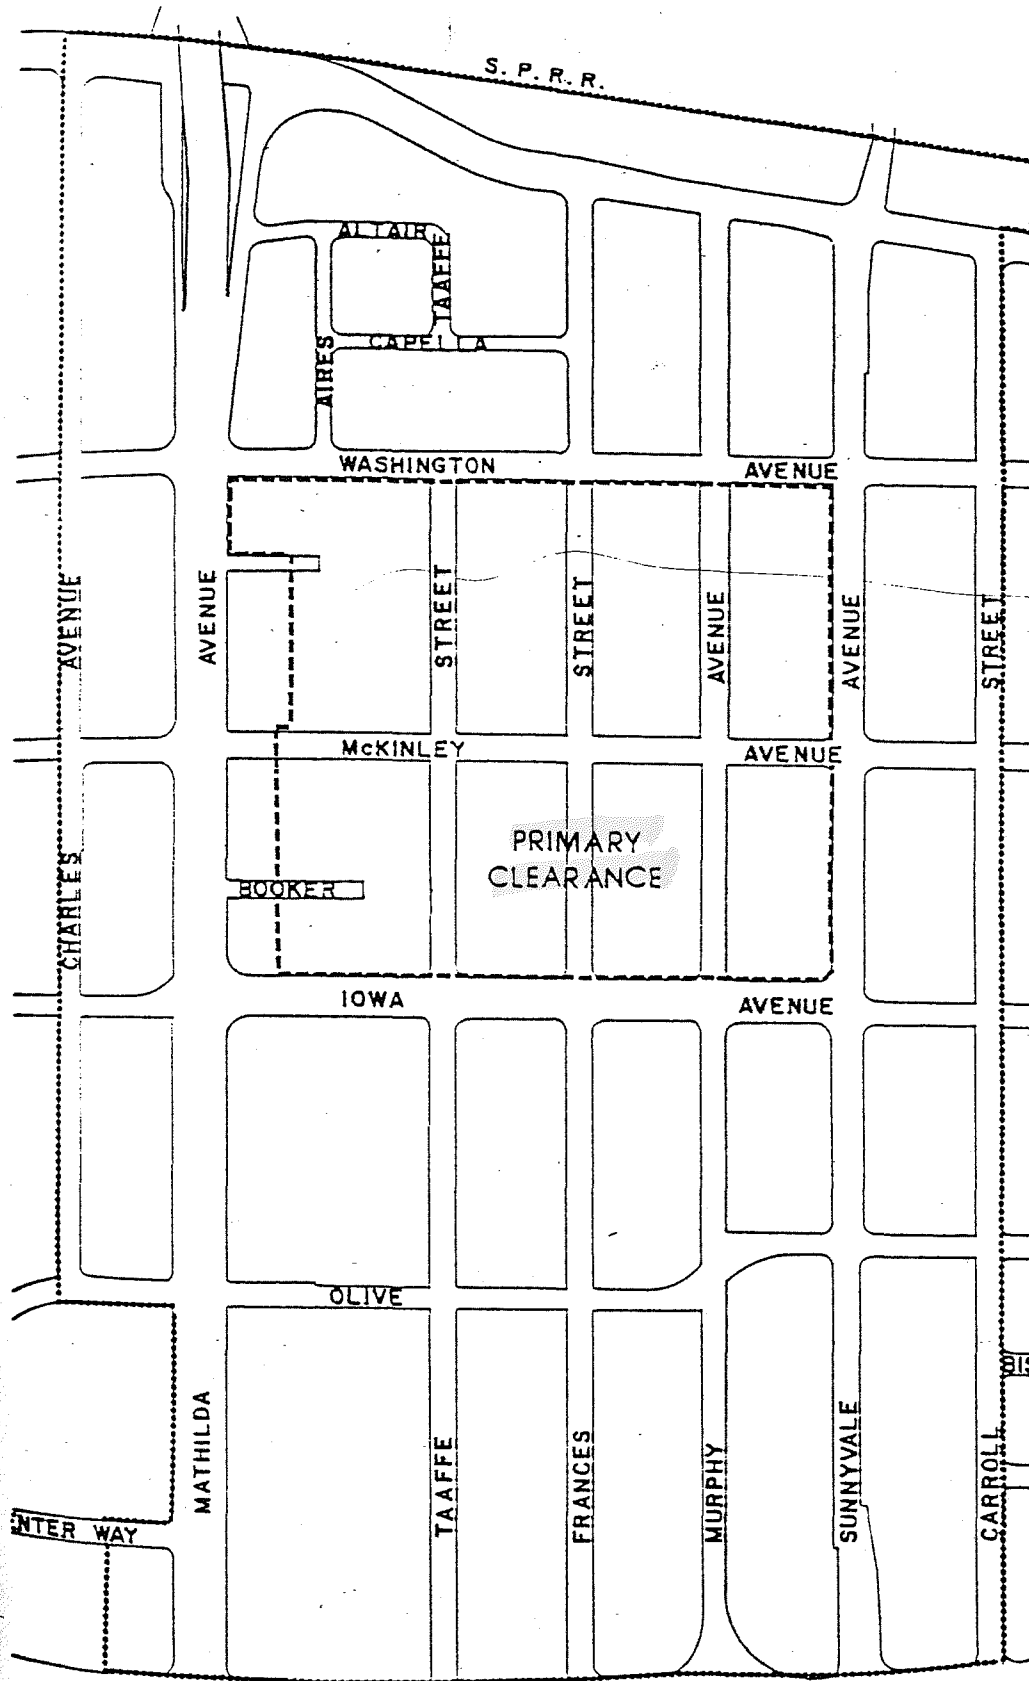 S. P. R. R.
ALTAIR
TAAFFE
CAPELLA
AIRES
WASHINGTON AVENUE
AVENUE
AVENUE
STREET
STREET
AVENUE
AVENUE
STREET
McKINLEY AVENUE
PRIMARY
CLEARANCE
BOOKER
CHARLES
IOWA AVENUE
OLIVE
BIS
MATHILDA
TAAFFE
FRANCES
MURPHY
SUNNYVALE
CARROLL
NTER WAY